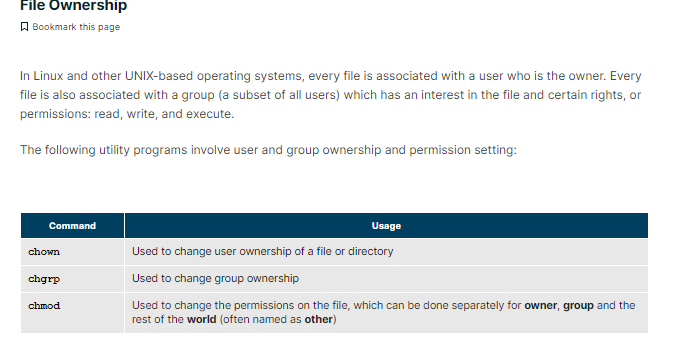 File Ownership
Bookmark this page
In Linux and other UNIX-based operating systems, every file is associated with a user who is the owner. Every
file is also associated with a group (a subset of all users) which has an interest in the file and certain rights, or
permissions: read, write, and execute.
The following utility programs involve user and group ownership and permission setting:
Command Usage
chown Used to change user ownership of a file or directory
chgrp Used to change group ownership
chmod Used to change the permissions on the file, which can be done separately for owner, group and the
rest of the world (often named as other)